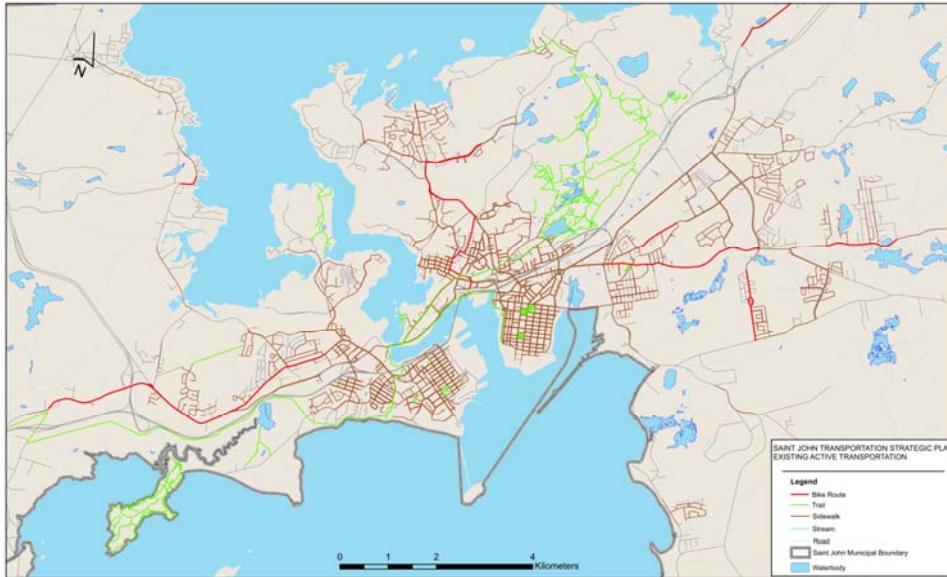 N
SAINT JOHN TRANSPORTATION STRATEGIC PLA
EXISTING ACTIVE TRANSPORTATION
Legend
Bike Route
Trail
Sidewalk
Stream
Road
Saint John Municipal Boundary
Waterbody
0 1 2 4
Kilometers